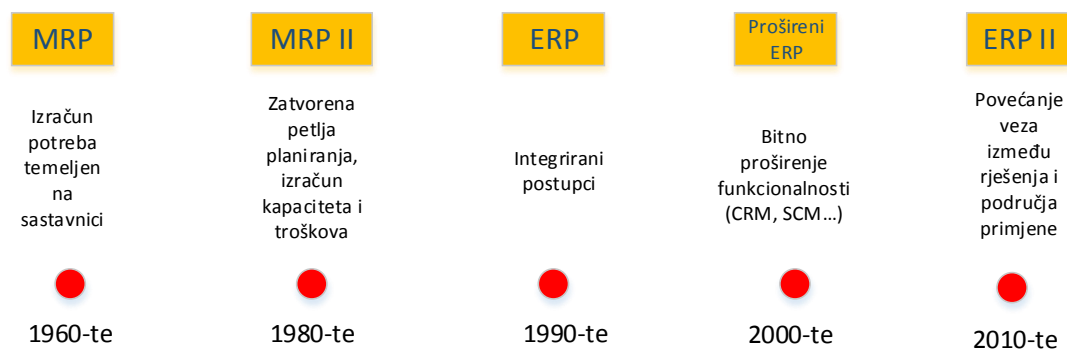 MRP
MRP II
ERP
Prošireni
ERP
ERP II
Izračun
potreba
temeljen
na
sastavnici
Zatvorena
petlja
planiranja,
izračun
kapaciteta i
troškova
Integrirani
postupci
Bitno
proširenje
funkcionalnosti
(CRM, SCM...)
Povećanje
veza
između
rješenja i
područja
primjene
1960-te
1980-te
1990-te
2000-te
2010-te